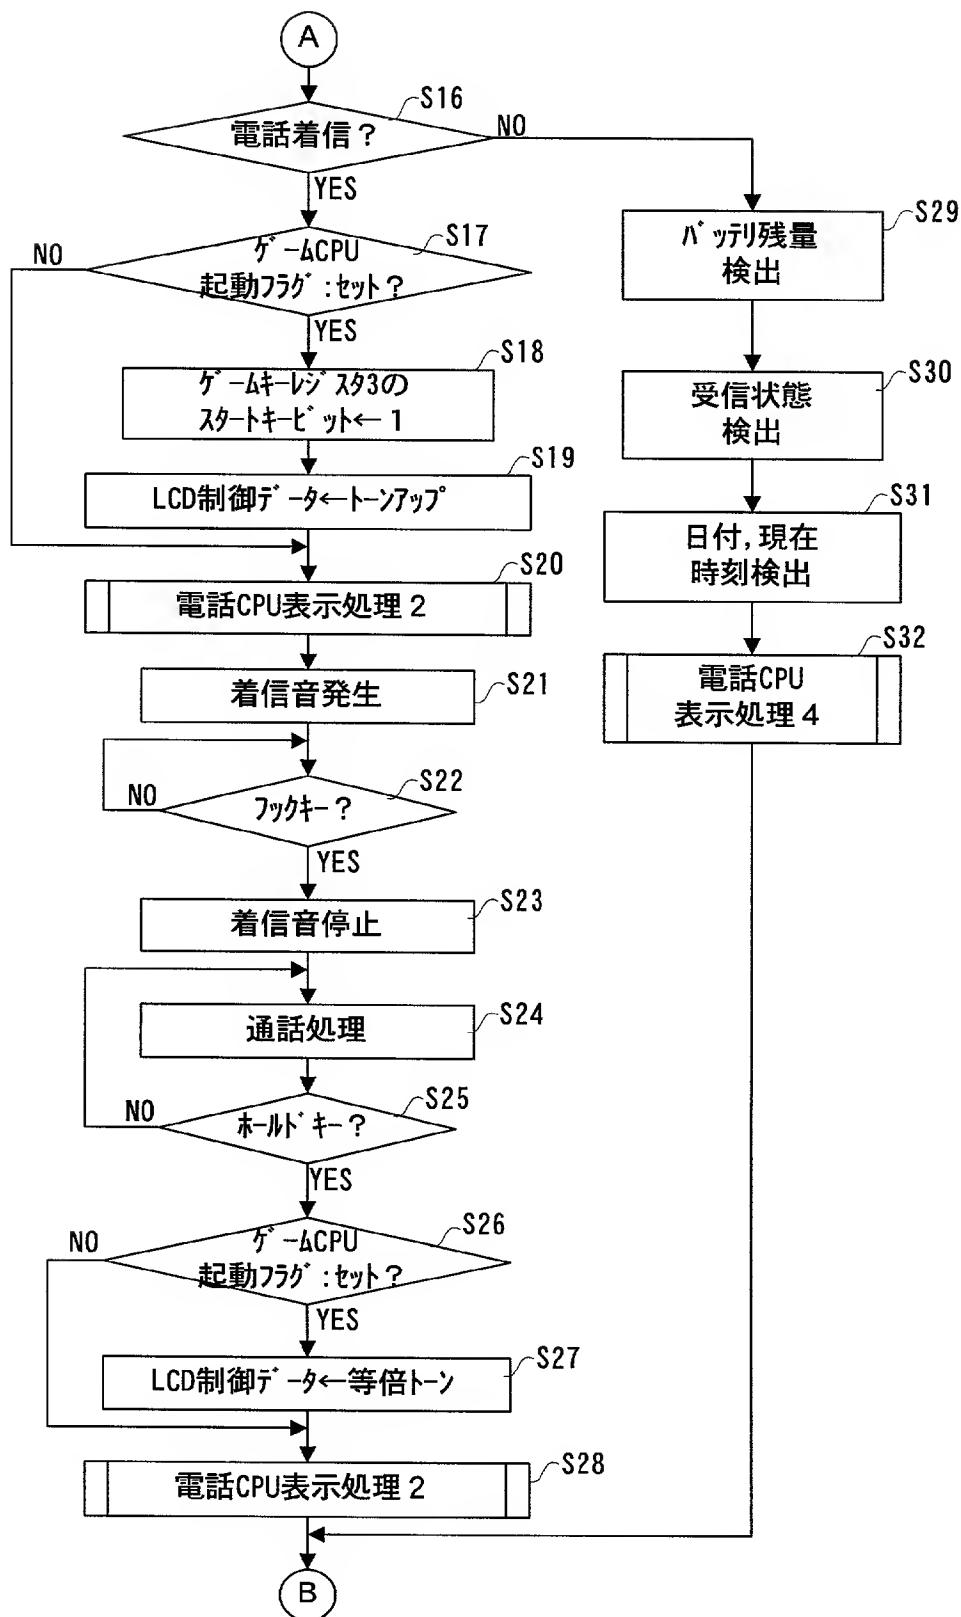 A
S16
電話着信？
NO
YES
S17
NO
ゲームCPU
起動フラグ:セット？
YES
S18
ゲームキーレジスタ3の
スタートキービット←1
S19
LCD制御データ←トーンアップ
S20
電話CPU表示処理2
S21
着信音発生
S22
NO
フックキー？
YES
S23
着信音停止
S24
通話処理
S25
NO
ホールドキー？
YES
S26
NO
ゲームCPU
起動フラグ:セット？
YES
S27
LCD制御データ←等倍トーン
S28
電話CPU表示処理2
S29
バッテリ残量
検出
S30
受信状態
検出
S31
日付,現在
時刻検出
S32
電話CPU
表示処理4
B